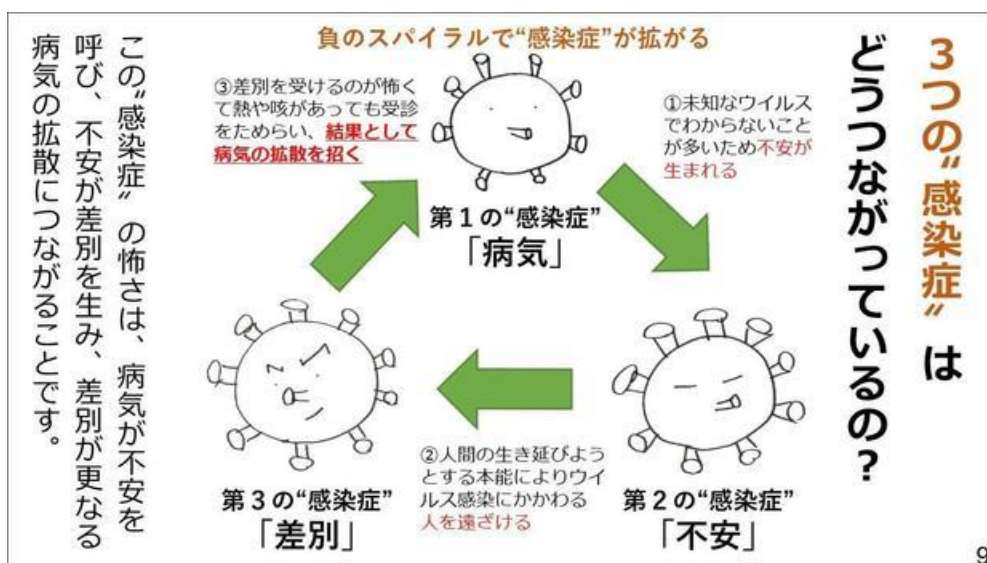 3つの“感染症”は
どうつながっているの？
負のスパイラルで“感染症”が拡がる
①未知なウイルス
でわからないこと
が多いため不安が
生まれる
第1の“感染症”
「病気」
②人間の生き延びよう
とする本能によりウイ
ルス感染にかかわる
人を遠ざける
第2の“感染症”
「不安」
③差別を受けるのが怖く
て熱や咳があっても受診
をためらい、結果として
病気の拡散を招く
第3の“感染症”
「差別」
この“感染症”の怖さは、病気が不安を
呼び、不安が差別を生み、差別が更なる
病気の拡散につながることです。
9